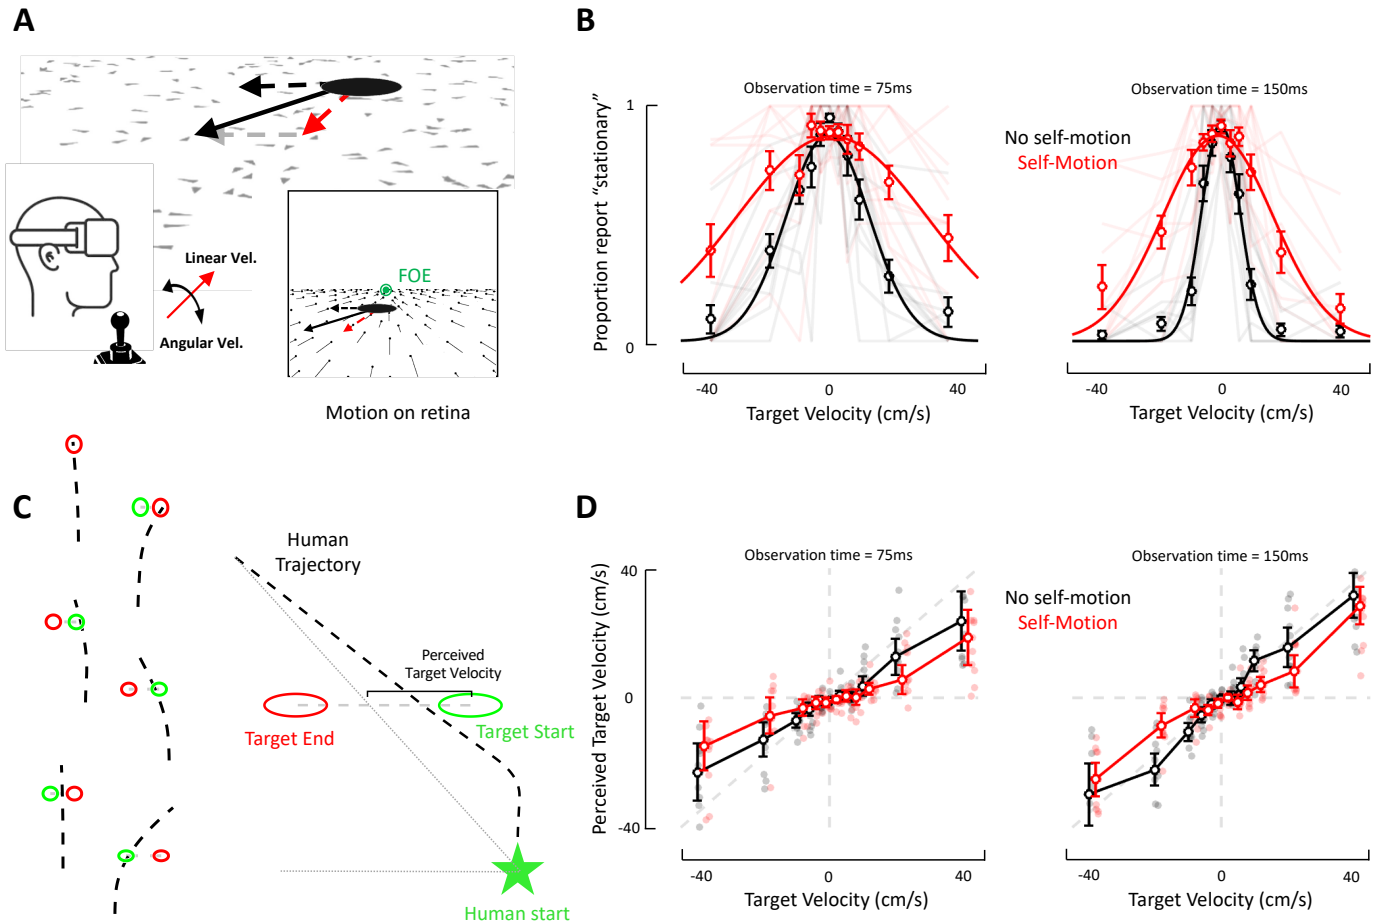 A
FOE
Linear Vel.
Angular Vel.
Motion on retina
B
Observation time = 75ms
Observation time = 150ms
Proportion report “stationary”
1
0
No self-motion
Self-Motion
-40
0
40
Target Velocity (cm/s)
-40
0
40
Target Velocity (cm/s)
C
Human
Trajectory
Perceived
Target Velocity
Target End
Target Start
Human start
D
Observation time = 75ms
Observation time = 150ms
Perceived Target Velocity (cm/s)
40
0
-40
No self-motion
Self-Motion
-40
0
40
Target Velocity (cm/s)
-40
0
40
Target Velocity (cm/s)